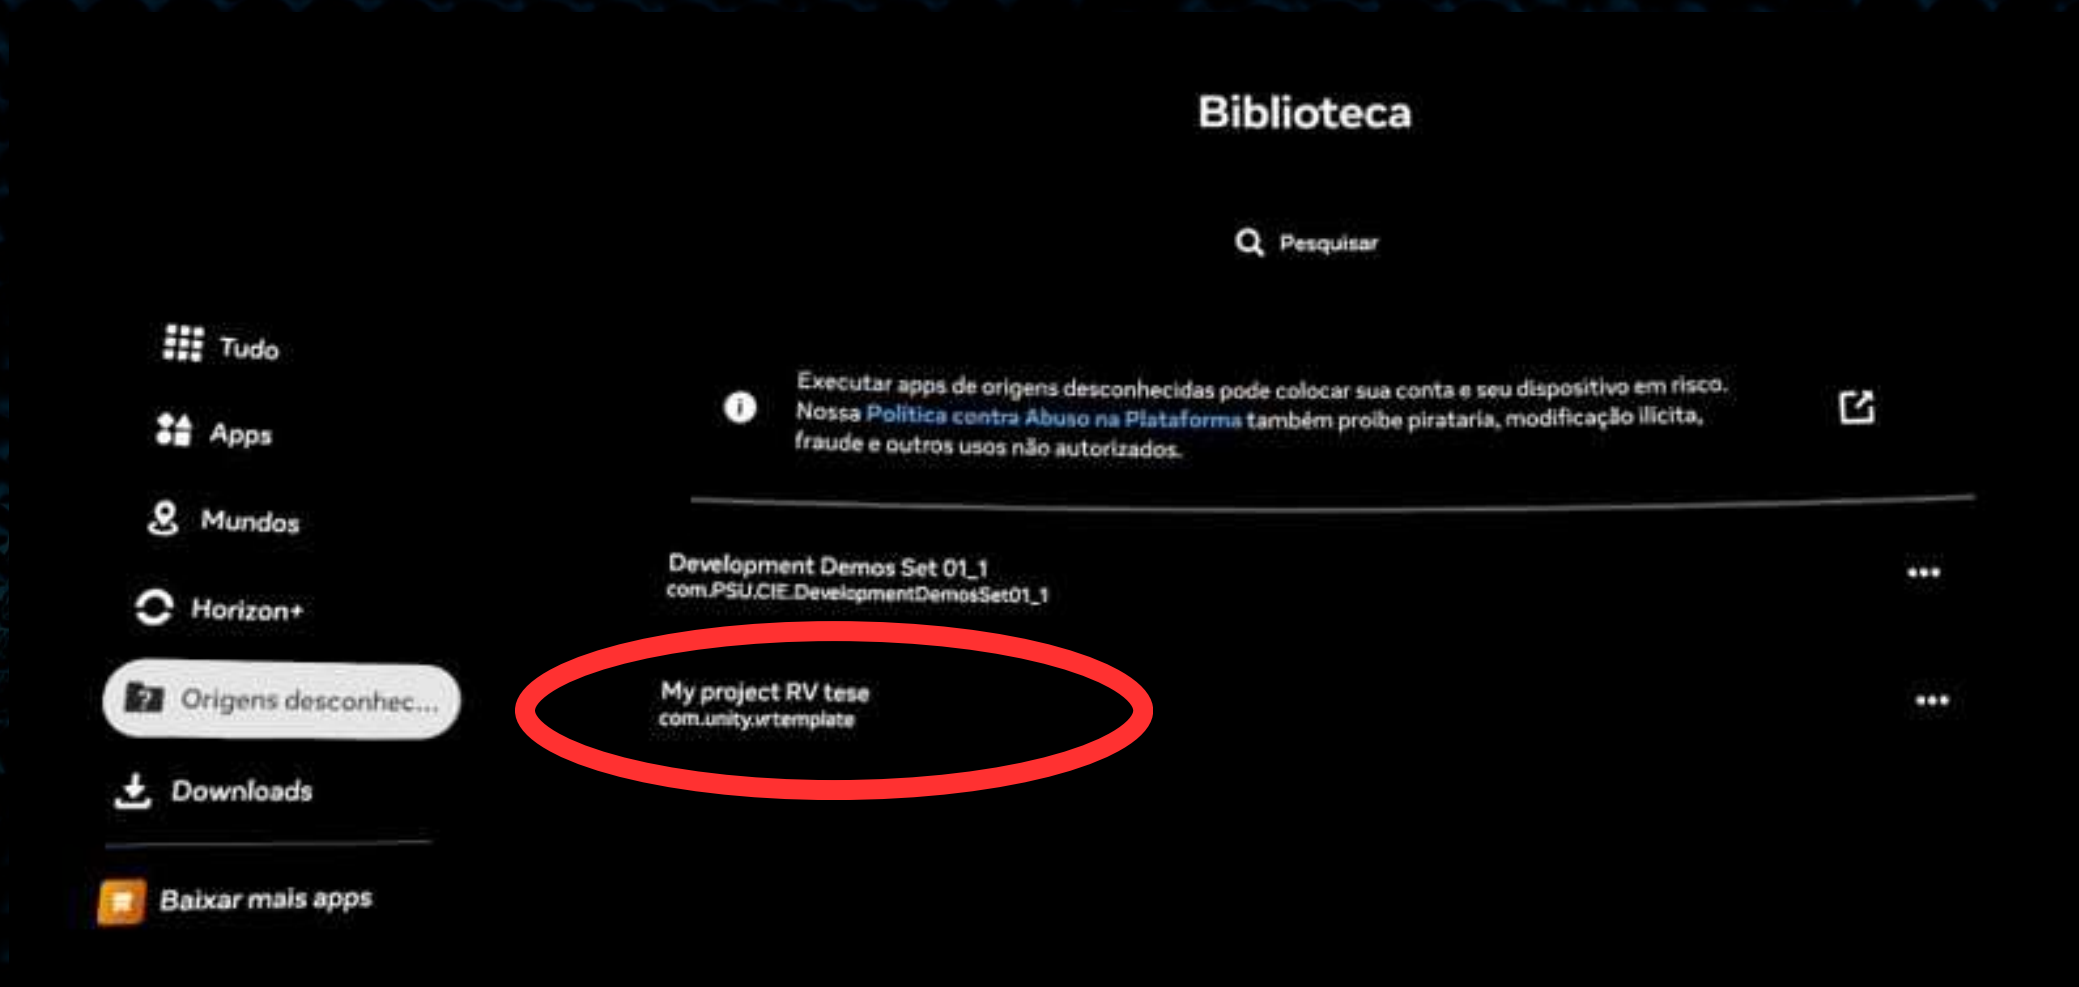 Biblioteca
Pesquisar
Tudo
Apps
Mundos
Horizon+
Origens desconhec...
Downloads
Baixar mais apps
Executar apps de origens desconhecidas pode colocar sua conta e seu dispositivo em risco.
Nossa Política contra Abuso na Plataforma também proíbe pirataria, modificação ilícita,
fraude e outros usos não autorizados.
Development Demos Set 01_1
com.PSU.CIE.DevelopmentDemosSet01_1
My project RV tese
com.unity.vrtemplate